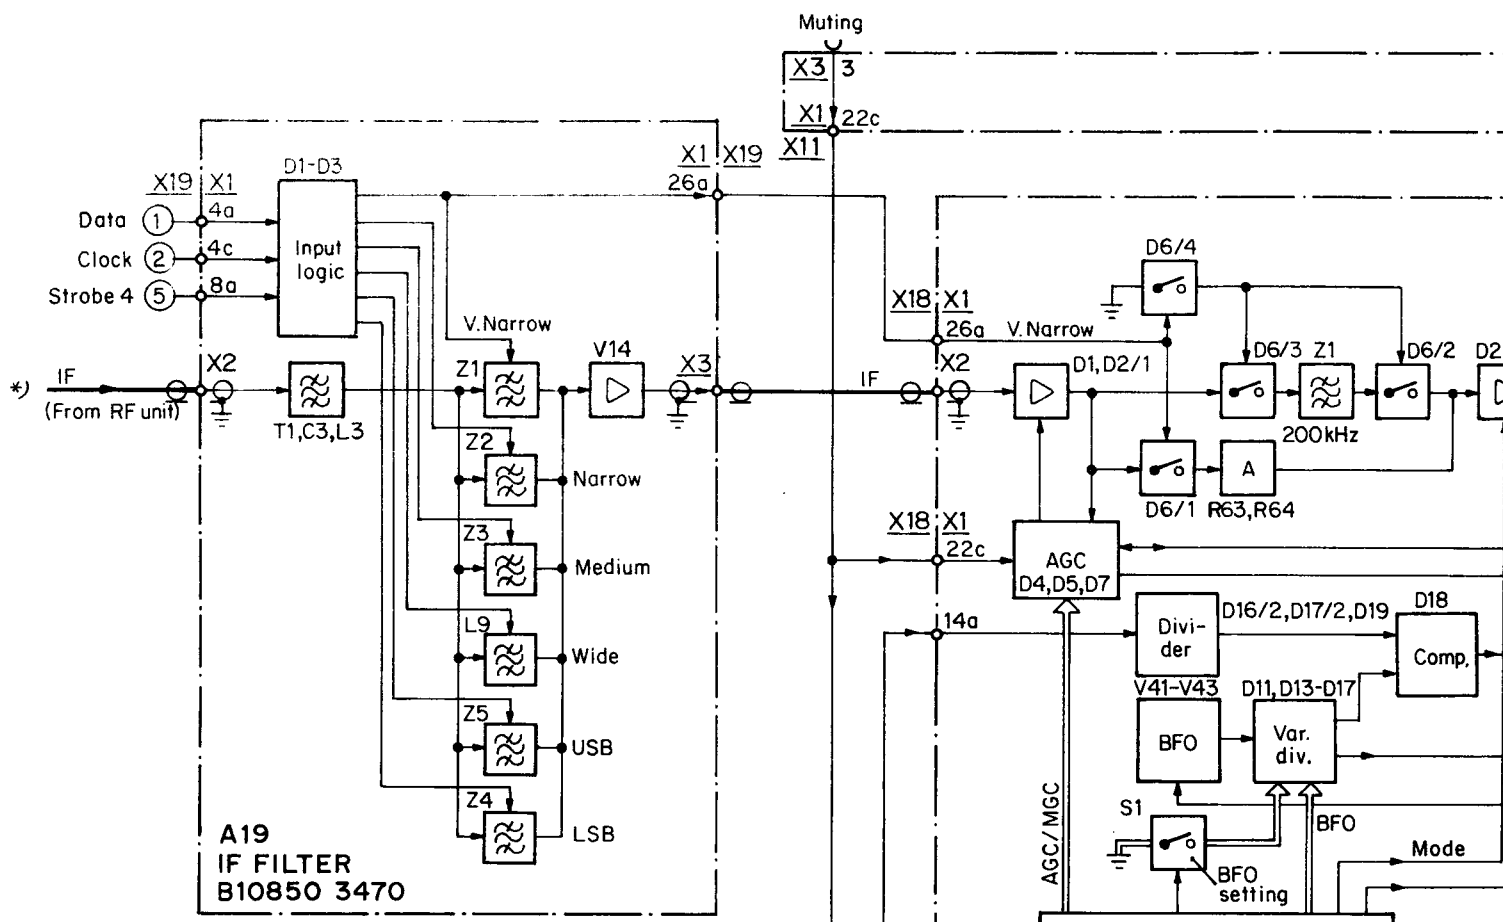 Muting
X3 3
X1 22c
X11
D1-D3
X1 X19
26a
X19 X1
Data 1 4a
Clock 2 4c
Strobe 4 5 8a
Input
logic
D6/4
X18 X1
26a V.Narrow
V.Narrow
V14
*) IF
(From RF unit)
X2
T1,C3,L3
Z1
X3
IF
X2
D1, D2/1
D6/3 Z1 D6/2 D2
200kHz
Z2
Narrow
A
D6/1 R63,R64
Z3
Medium
X18 X1
22c
AGC
D4,D5,D7
L9
Wide
14a
Divi-
der
D16/2,D17/2,D19
D18
Comp.
Z5
USB
V41-V43
BFO
D11,D13-D17
Var.
div.
Z4
LSB
AGC/MGC
S1
BFO
BFO
setting
Mode
A19
IF FILTER
B10850 3470